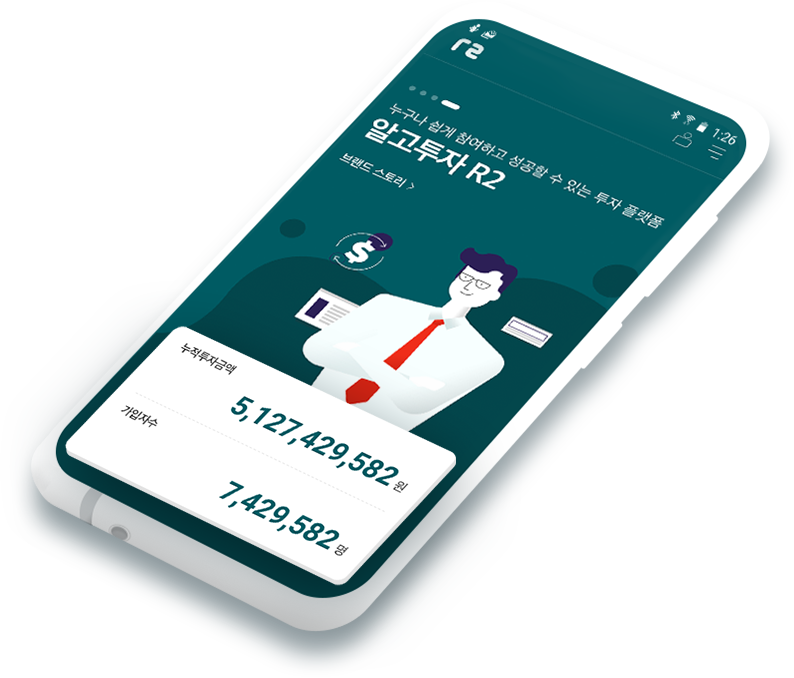 1:26
r2
누구나 쉽게 참여하고 성공할 수 있는 투자 플랫폼
알고투자 R2
브랜드 스토리 >
$
누적투자금액
5,127,429,582 원
가입자수
7,429,582 명